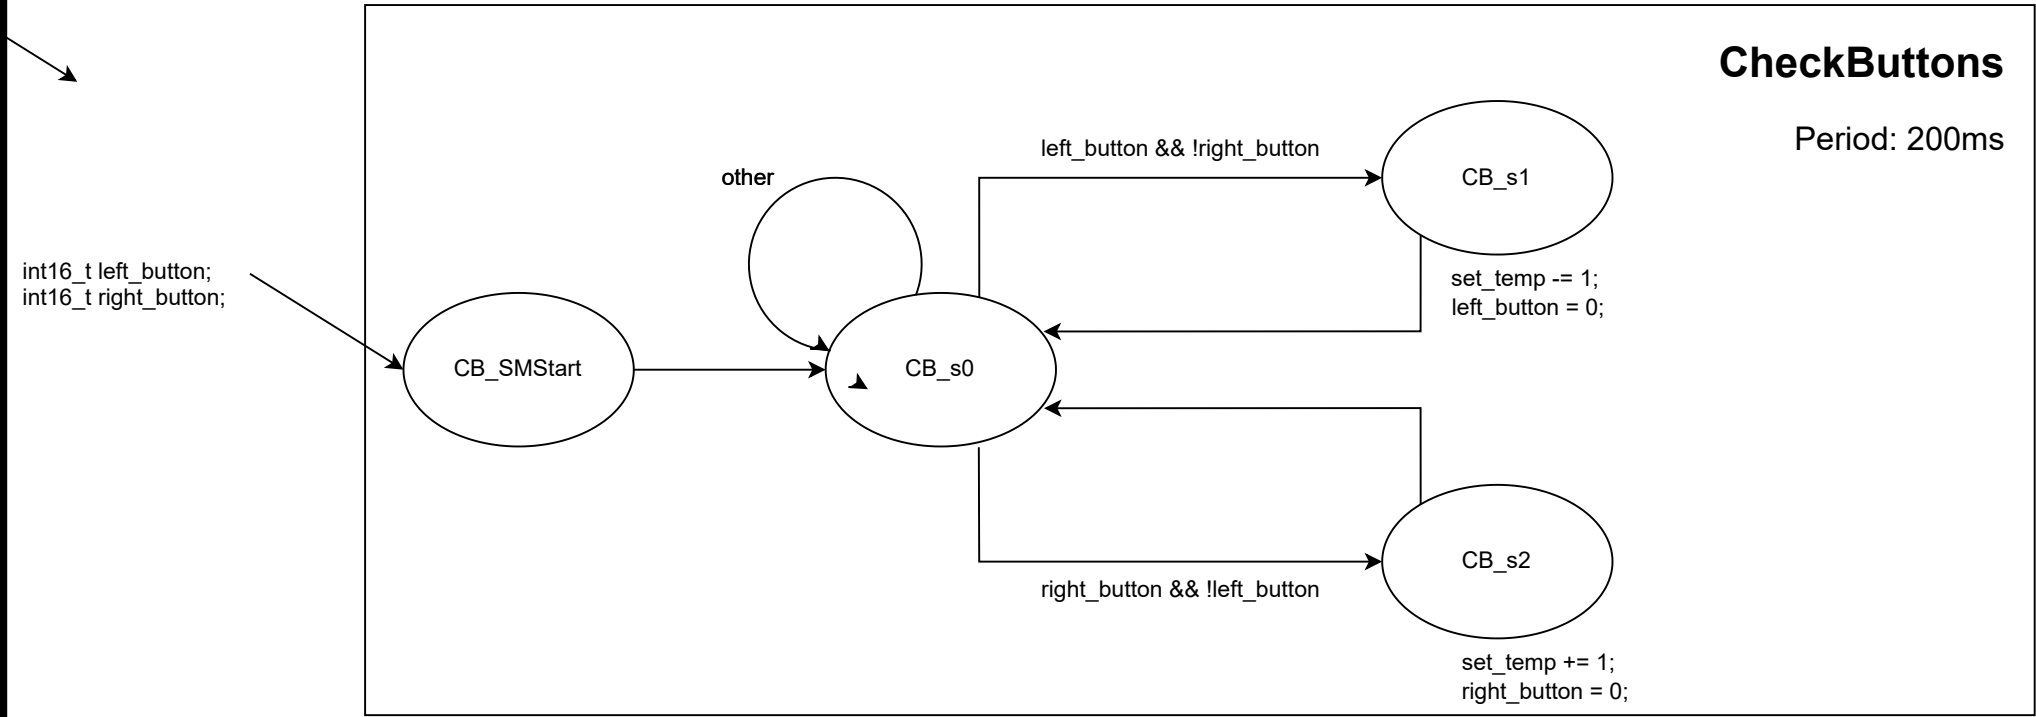 CheckButtons
Period: 200ms
left_button && !right_button
other
CB_s1
int16_t left_button;
int16_t right_button;
set_temp -= 1;
left_button = 0;
CB_SMStart
CB_s0
CB_s2
right_button && !left_button
set_temp += 1;
right_button = 0;